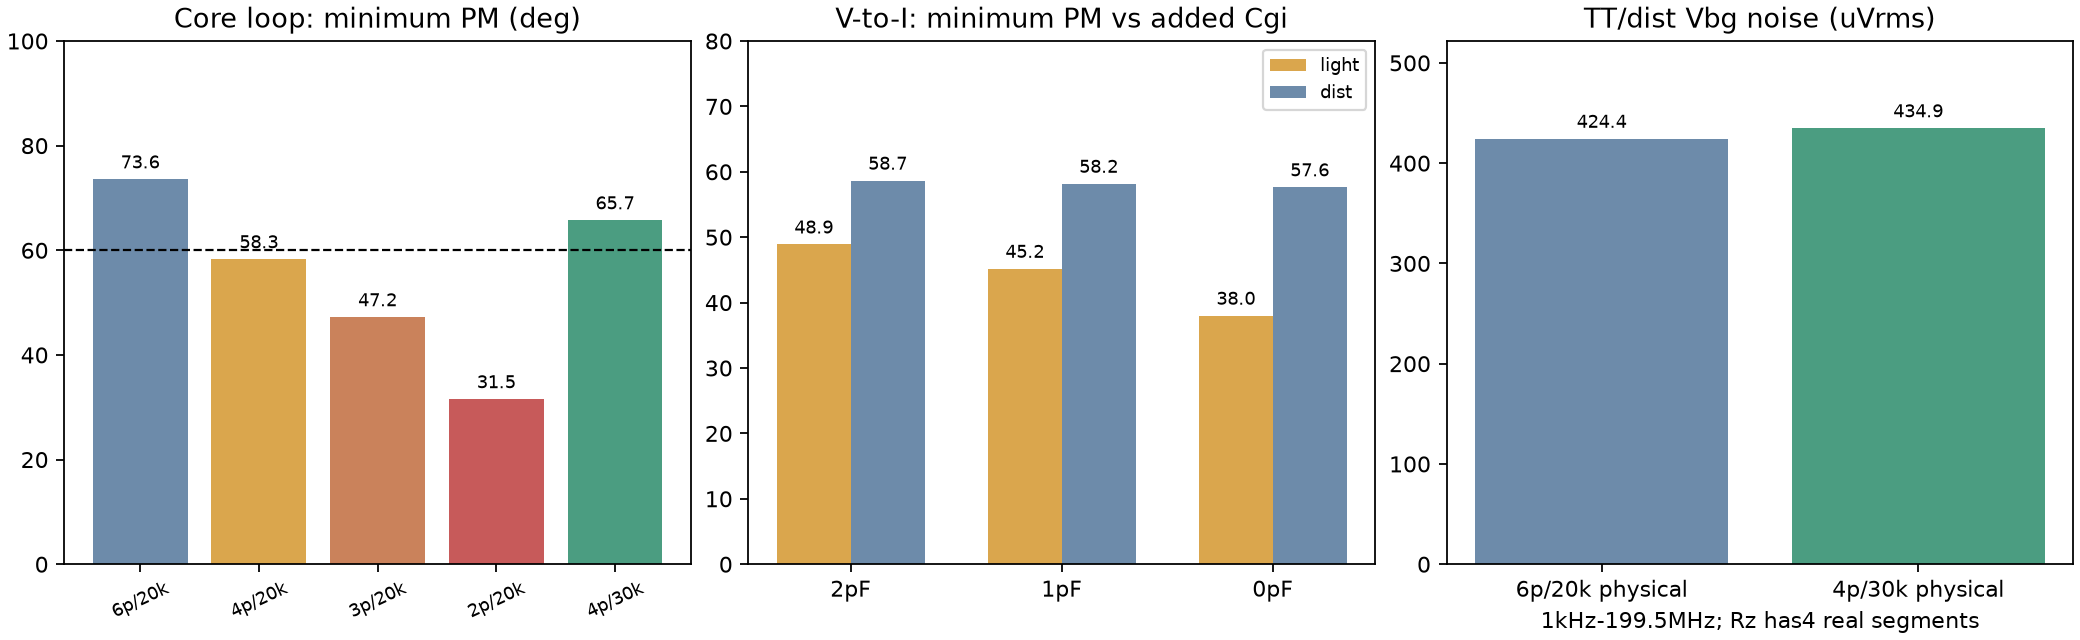 Core loop: minimum PM (deg)
100
80
60
40
20
0
73.6
58.3
47.2
31.5
65.7
6p/20k
4p/20k
3p/20k
2p/20k
4p/30k
V-to-I: minimum PM vs added Cgi
80
70
60
50
40
30
20
10
0
light
dist
48.9
58.7
45.2
58.2
38.0
57.6
2pF
1pF
0pF
TT/dist Vbg noise (uVrms)
500
400
300
200
100
0
424.4
434.9
6p/20k physical
4p/30k physical
1kHz-199.5MHz; Rz has4 real segments